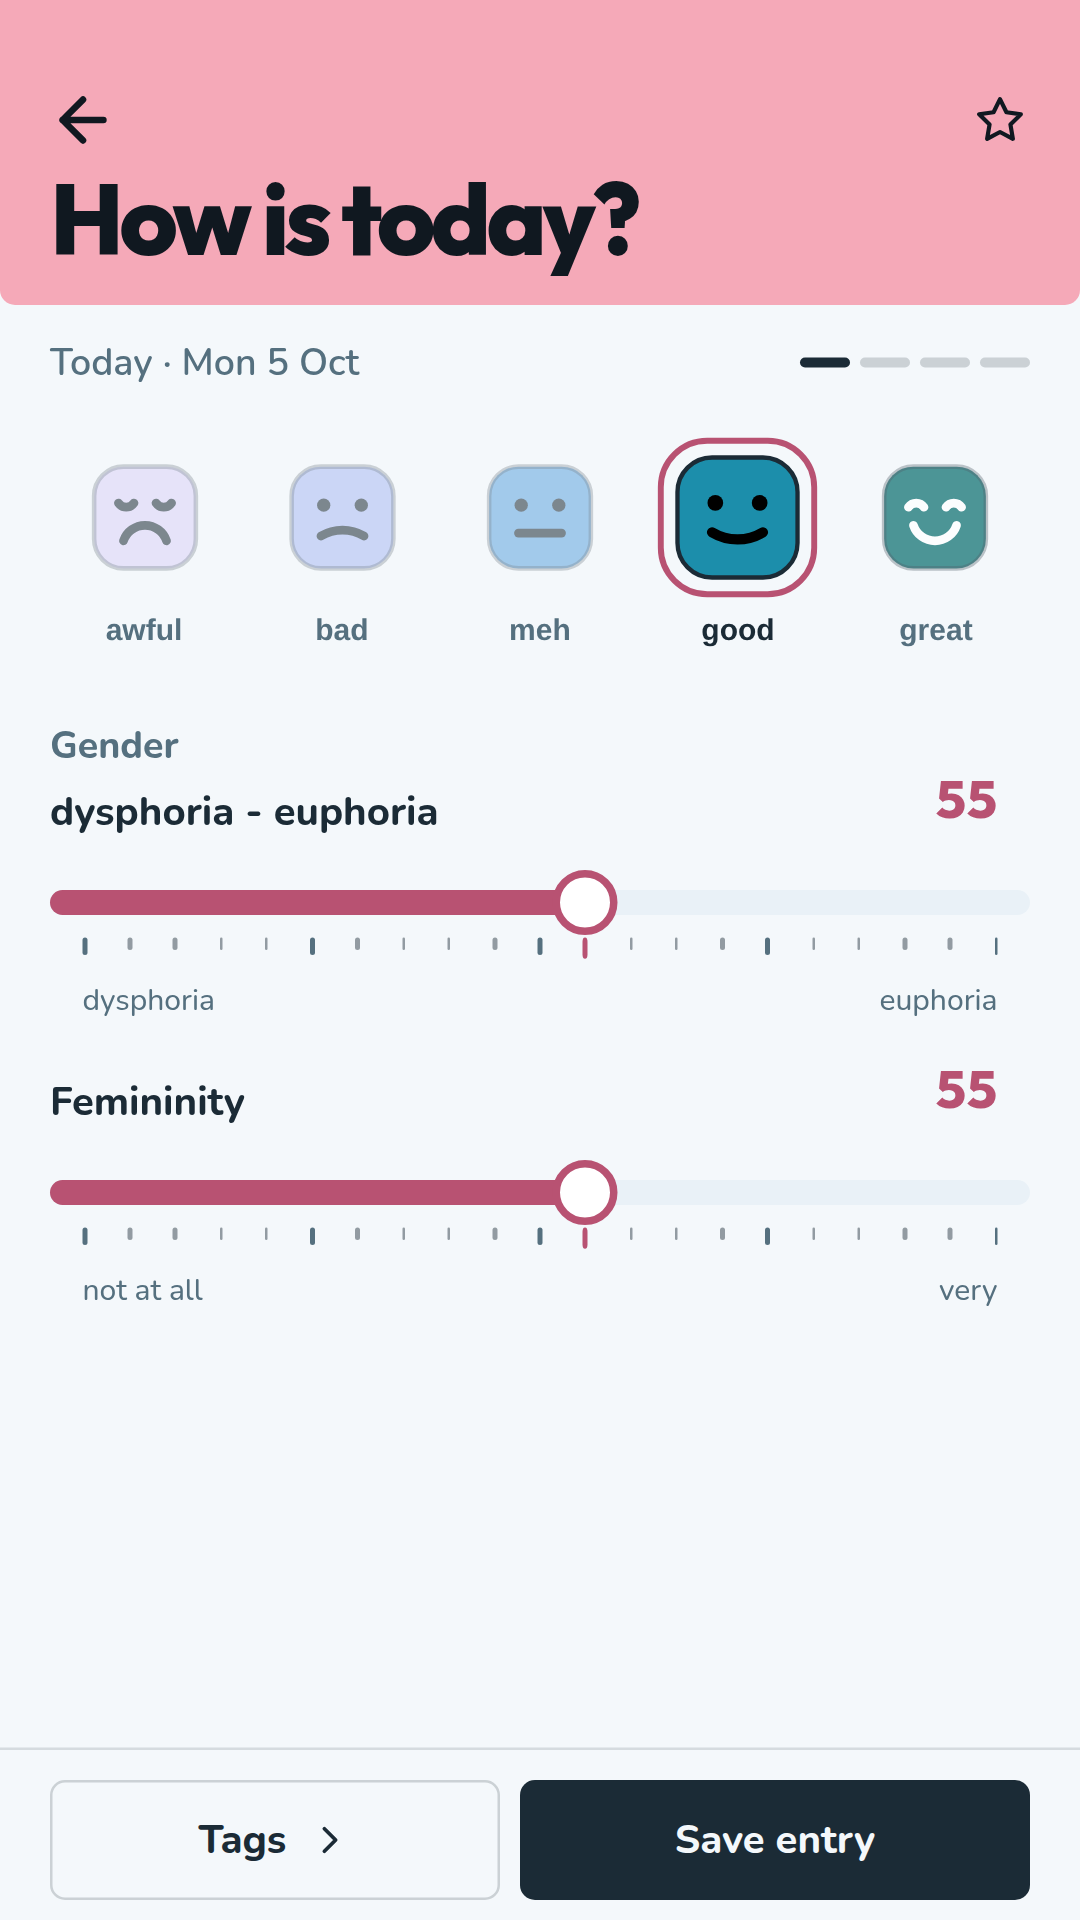 How is today?
Today · Mon 5 Oct
awful bad meh good great
Gender
dysphoria - euphoria 55
dysphoria euphoria
Femininity 55
not at all very
Tags Save entry